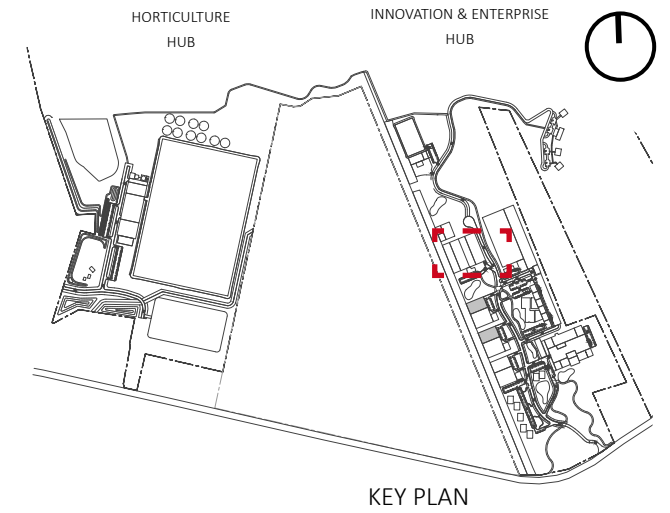 HORTICULTURE
HUB
INNOVATION & ENTERPRISE
HUB
KEY PLAN